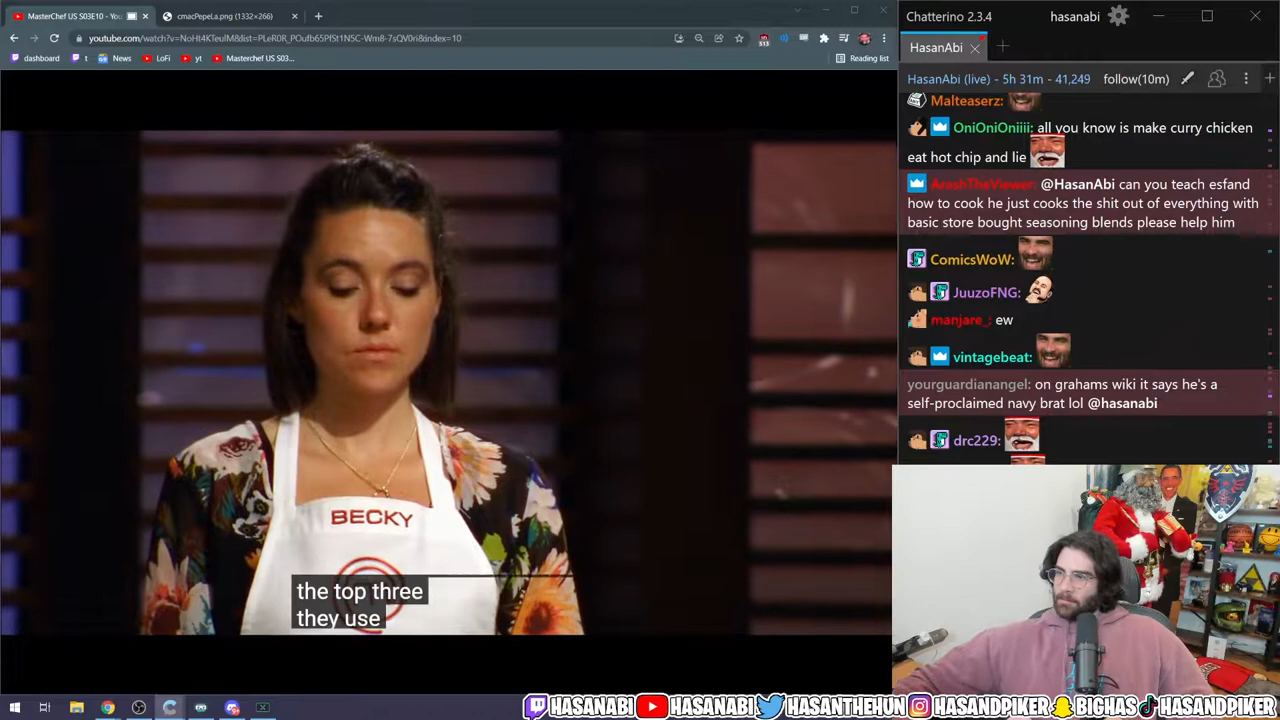 MasterChef US S03E10 - You
cmacPepeLa.png (1332×266)
Chatterino 2.3.4
hasanabi
youtube.com/watch?v=NoHt4KTeuIM&list=PLeR0R_POufb65PfSt1N5C-Wm8-7sQV0ri&index=10
HasanAbi
dashboard
t
News
LoFi
yt
Masterchef US S03...
Reading list
HasanAbi (live) - 5h 31m - 41,249
follow(10m)
Malteaserz:
OniOniOniiii: all you know is make curry chicken
eat hot chip and lie
ArashTheViewer: @HasanAbi can you teach esfand
how to cook he just cooks the shit out of everything with
basic store bought seasoning blends please help him
ComicsWoW:
JuuzoFNG:
manjare_: ew
vintagebeat:
yourguardianangel: on grahams wiki it says he's a
self-proclaimed navy brat lol @hasanabi
drc229:
BECKY
the top three
they use
HASANABI
HASANABI
HASANTHEHUN
HASANDPIKER
BIGHAS
HASANDPIKER